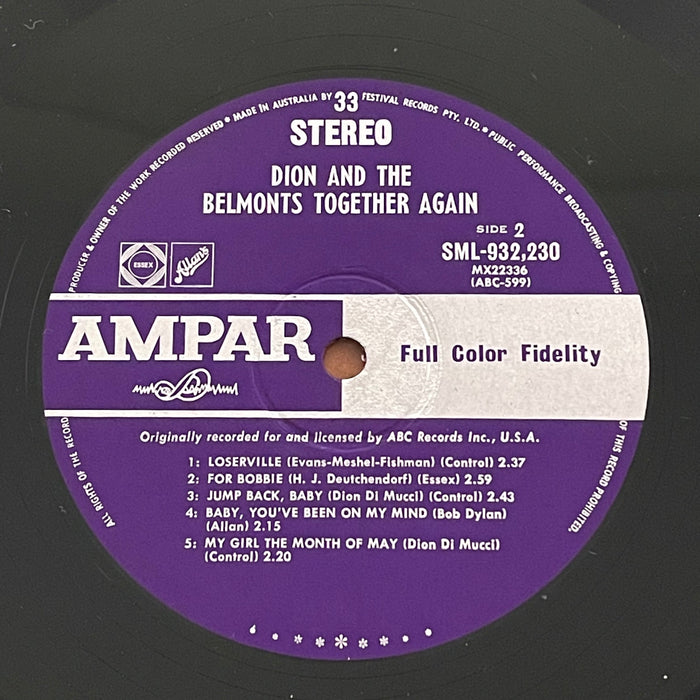 PRODUCER & OWNER OF THE WORK RECORDED RESERVED * MADE IN AUSTRALIA BY 33 FESTIVAL RECORDS PTY. LTD. * PUBLIC PERFORMANCE BROADCASTING & COPYING
STEREO
DION AND THE
BELMONTS TOGETHER AGAIN
SIDE 2
SML-932,230
MX22336
(ABC-599)
ESSEX
Allan's
AMPAR
Full Color Fidelity
Originally recorded for and licensed by ABC Records Inc., U.S.A.
1: LOSERVILLE (Evans-Meshel-Fishman) (Control) 2.37
2: FOR BOBBIE (H. J. Deutchendorf) (Essex) 2.59
3: JUMP BACK, BABY (Dion Di Mucci) (Control) 2.43
4: BABY, YOU'VE BEEN ON MY MIND (Bob Dylan)
(Allan) 2.15
5: MY GIRL THE MONTH OF MAY (Dion Di Mucci)
(Control) 2.20
ALL RIGHTS OF THE RECORD
OF THIS RECORD PROHIBITED.